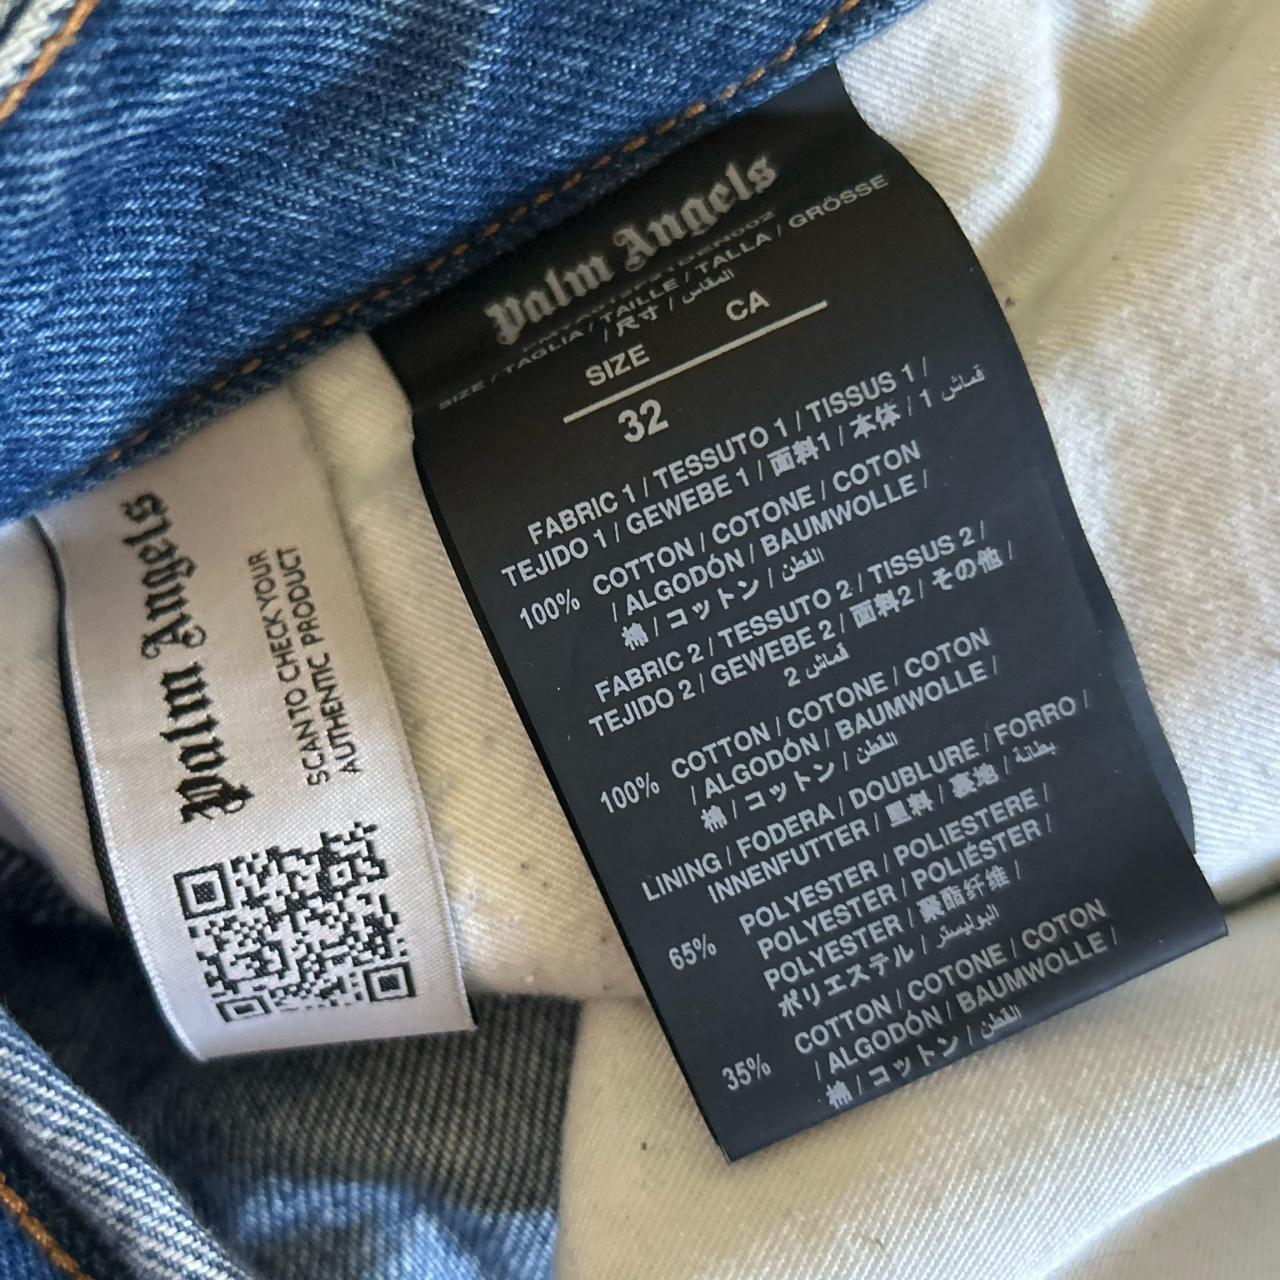 Palm Angels
SCAN TO CHECK YOUR
AUTHENTIC PRODUCT
Palm Angels
SIZE / TAGLIA / TAILLE / TALLA / GRÖSSE
/ 尺寸 / المقاس
SIZE CA
32
FABRIC 1 / TESSUTO 1 / TISSUS 1 /
TEJIDO 1 / GEWEBE 1 / 面料1 / 本体 / 1 قماش
100% COTTON / COTONE / COTON
/ ALGODÓN / BAUMWOLLE /
棉 / コットン / القطن
FABRIC 2 / TESSUTO 2 / TISSUS 2 /
TEJIDO 2 / GEWEBE 2 / 面料2 / その他 /
2 قماش
100% COTTON / COTONE / COTON
/ ALGODÓN / BAUMWOLLE /
棉 / コットン / القطن
LINING / FODERA / DOUBLURE / FORRO /
INNENFUTTER / 里料 / 裏地 / بطانة
65% POLYESTER / POLIESTERE /
POLYESTER / POLIÉSTER /
POLYESTER / 聚酯纤维 /
ポリエステル / البوليستر
35% COTTON / COTONE / COTON
/ ALGODÓN / BAUMWOLLE /
棉 / コットン / القطن